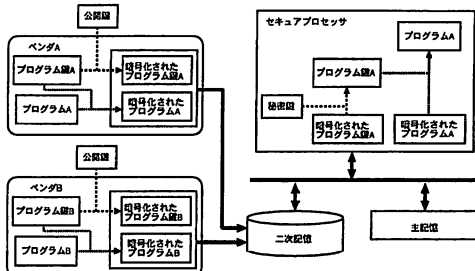 公開鍵
ベンダA
プログラム鍵A
暗号化された
プログラム鍵A
プログラムA
暗号化された
プログラムA
公開鍵
ベンダB
プログラム鍵B
暗号化された
プログラム鍵B
プログラムB
暗号化された
プログラムB
セキュアプロセッサ
プログラムA
プログラム鍵A
秘密鍵
暗号化された
プログラム鍵A
暗号化された
プログラムA
二次記憶
主記憶